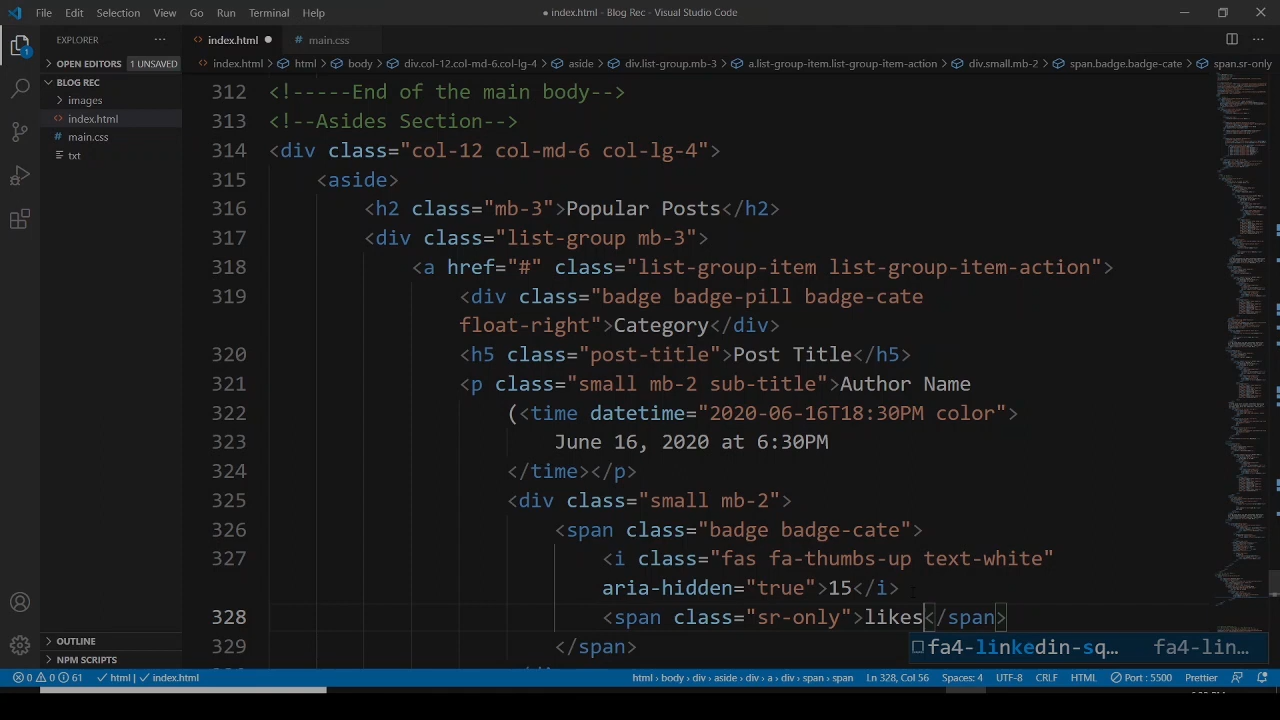 File Edit Selection View Go Run Terminal Help
● index.html - Blog Rec - Visual Studio Code
EXPLORER ...
index.html ●
main.css
OPEN EDITORS 1 UNSAVED
index.html > html > body > div.col-12.col-md-6.col-lg-4 > aside > div.list-group.mb-3 > a.list-group-item.list-group-item-action > div.small.mb-2 > span.badge.badge-cate > span.sr-only
BLOG REC
images
index.html
main.css
txt
312 <!-----End of the main body-->
313 <!--Asides Section-->
314 <div class="col-12 col-md-6 col-lg-4">
315 <aside>
316 <h2 class="mb-3">Popular Posts</h2>
317 <div class="list-group mb-3">
318 <a href="#" class="list-group-item list-group-item-action">
319 <div class="badge badge-pill badge-cate
float-right">Category</div>
320 <h5 class="post-title">Post Title</h5>
321 <p class="small mb-2 sub-title">Author Name
322 (<time datetime="2020-06-16T18:30PM color">
323 June 16, 2020 at 6:30PM
324 </time></p>
325 <div class="small mb-2">
326 <span class="badge badge-cate">
327 <i class="fas fa-thumbs-up text-white"
aria-hidden="true">15</i>
328 <span class="sr-only">likes</span>
329 </span>
fa4-linkedin-sq... fa4-lin...
OUTLINE
NPM SCRIPTS
0 0 61 html index.html
html > body > div > aside > div > a > div > span > span Ln 328, Col 56 Spaces: 4 UTF-8 CRLF HTML Port : 5500 Prettier